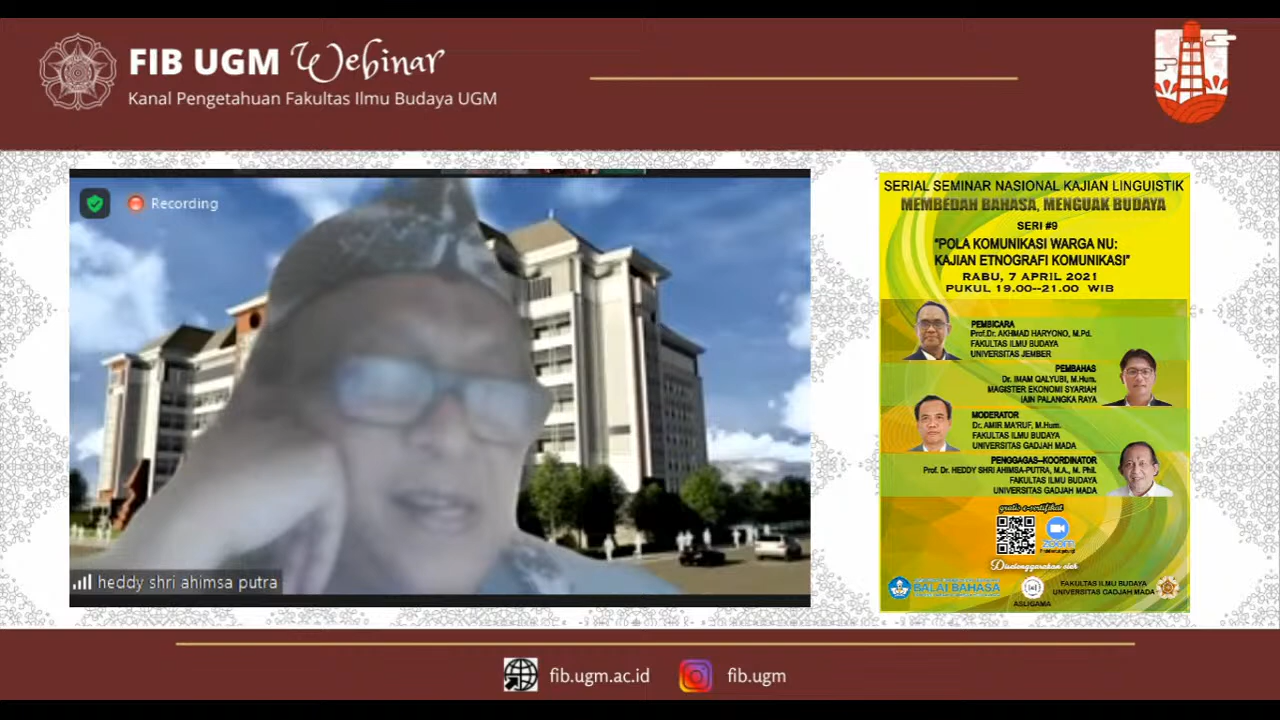 FIB UGM Webinar
Kanal Pengetahuan Fakultas Ilmu Budaya UGM
Recording
heddy shri ahimsa putra
SERIAL SEMINAR NASIONAL KAJIAN LINGUISTIK
MEMBEDAH BAHASA, MENGUAK BUDAYA
SERI #9
"POLA KOMUNIKASI WARGA NU:
KAJIAN ETNOGRAFI KOMUNIKASI"
RABU, 7 APRIL 2021
PUKUL 19.00--21.00 WIB
PEMBICARA
Prof.Dr. AKHMAD HARYONO, M.Pd.
FAKULTAS ILMU BUDAYA
UNIVERSITAS JEMBER
PEMBAHAS
Dr. IMAM QALYUBI, M.Hum.
MAGISTER EKONOMI SYARIAH
IAIN PALANGKA RAYA
MODERATOR
Dr. AMIR MA'RUF, M.Hum.
FAKULTAS ILMU BUDAYA
UNIVERSITAS GADJAH MADA
PENGGAGAS--KOORDINATOR
Prof. Dr. HEDDY SHRI AHIMSA-PUTRA, M.A., M. Phil.
FAKULTAS ILMU BUDAYA
UNIVERSITAS GADJAH MADA
gratis e-sertifikat
ZOOM
Diselenggarakan oleh
BALAI BAHASA
ASLIGAMA
FAKULTAS ILMU BUDAYA
UNIVERSITAS GADJAH MADA
fib.ugm.ac.id
fib.ugm